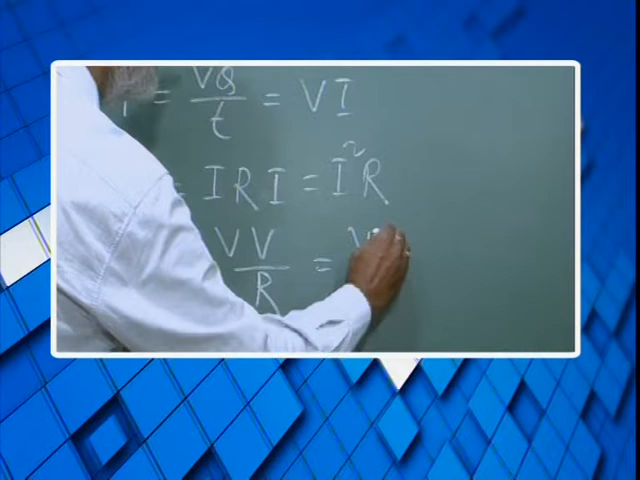 = VQ/t = VI
= IRI = I²R
VV/R = V